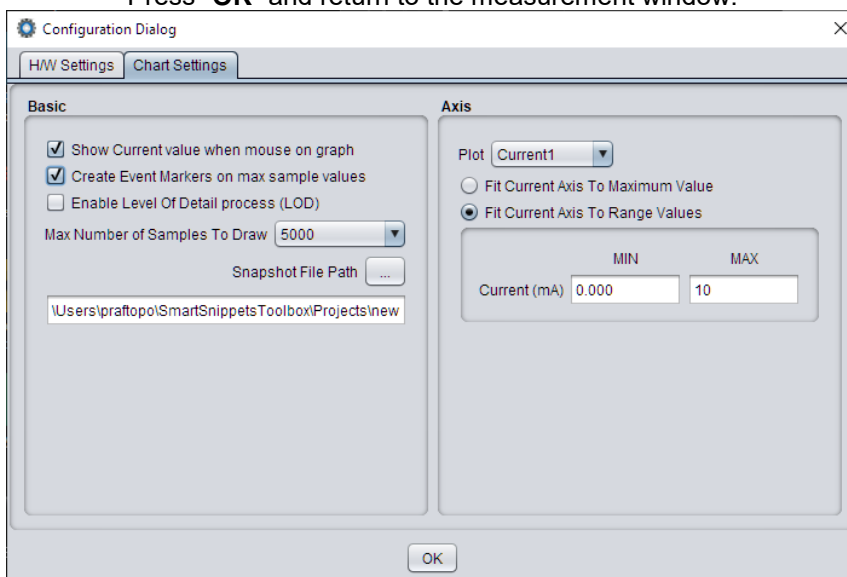 Press "OK" and return to the measurement window.
Configuration Dialog
H/W Settings Chart Settings
Basic
Show Current value when mouse on graph
Create Event Markers on max sample values
Enable Level Of Detail process (LOD)
Max Number of Samples To Draw 5000
Snapshot File Path ...
\Users\praftopo\SmartSnippetsToolbox\Projects\new
Axis
Plot Current1
Fit Current Axis To Maximum Value
Fit Current Axis To Range Values
MIN MAX
Current (mA) 0.000 10
OK